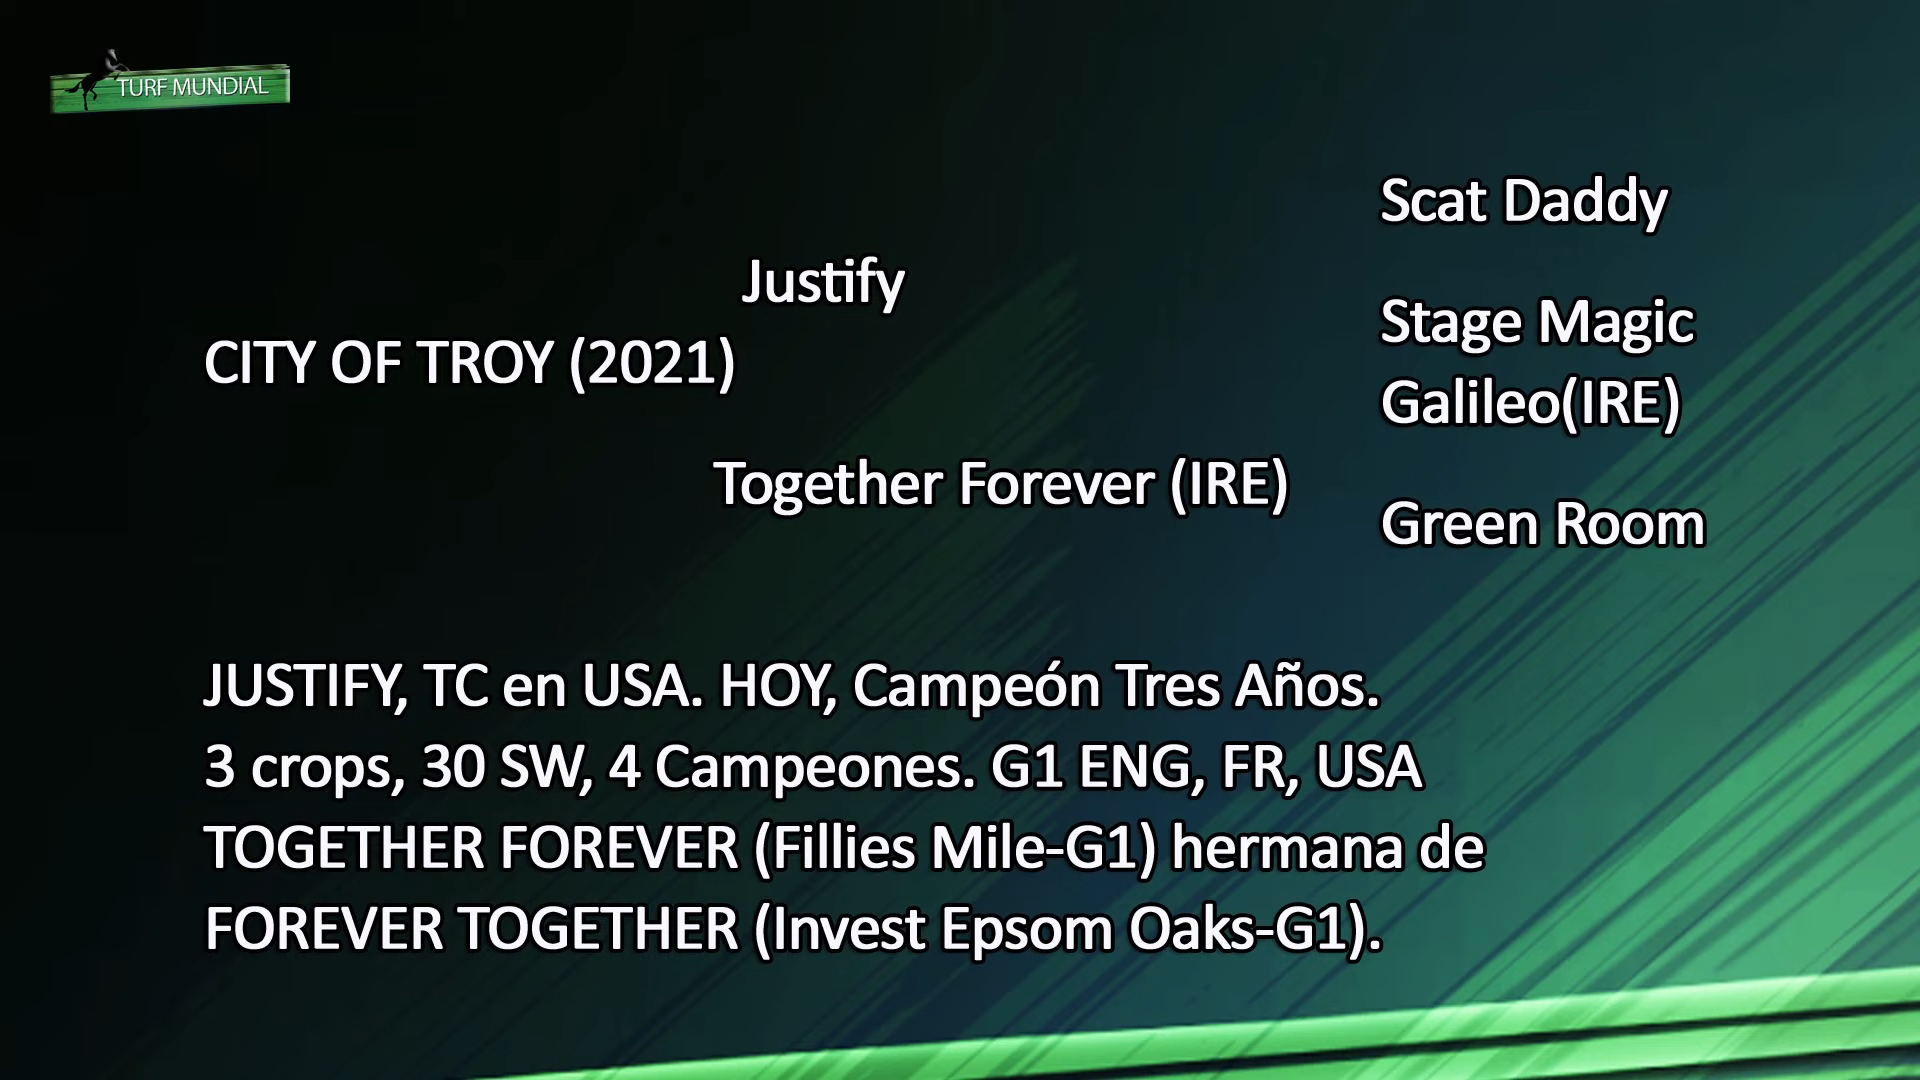 TURF MUNDIAL
Scat Daddy
Justify
Stage Magic
CITY OF TROY (2021)
Galileo(IRE)
Together Forever (IRE)
Green Room
JUSTIFY, TC en USA. HOY, Campeón Tres Años.
3 crops, 30 SW, 4 Campeones. G1 ENG, FR, USA
TOGETHER FOREVER (Fillies Mile-G1) hermana de
FOREVER TOGETHER (Invest Epsom Oaks-G1).